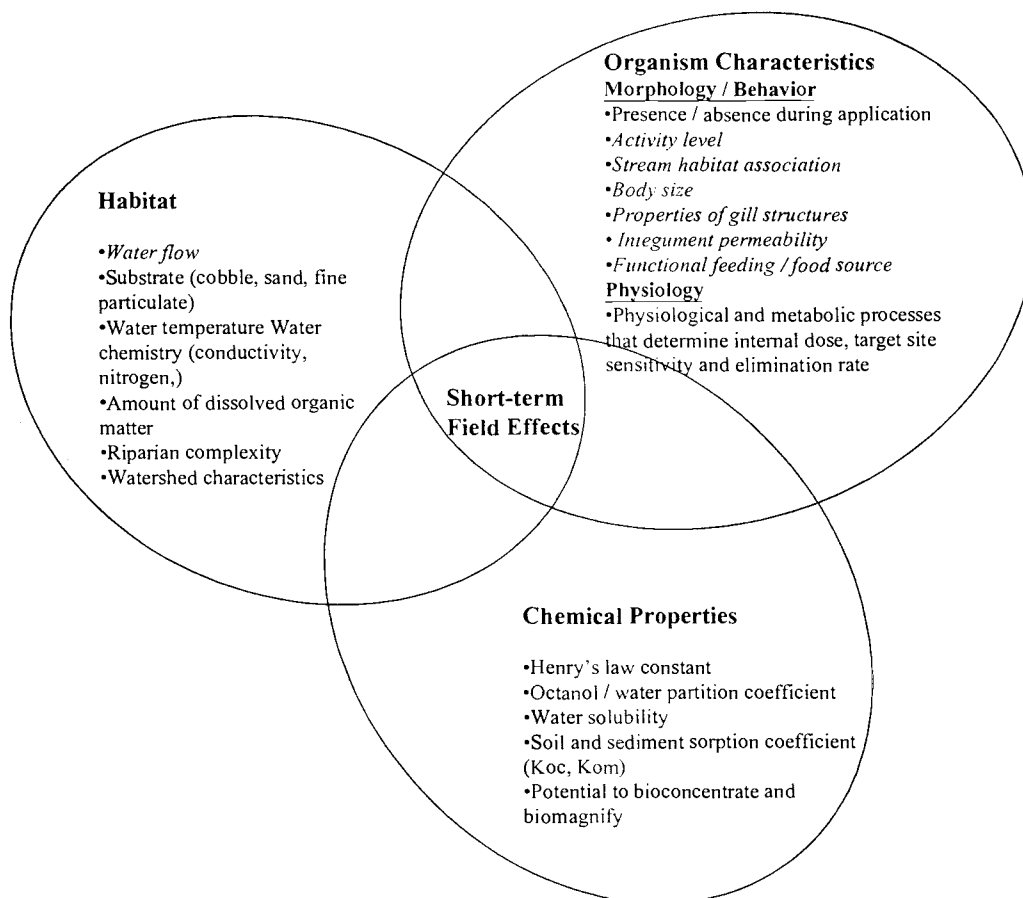 Organism Characteristics
Morphology / Behavior
•Presence / absence during application
•Activity level
•Stream habitat association
•Body size
•Properties of gill structures
• Integument permeability
•Functional feeding / food source
Physiology
•Physiological and metabolic processes
that determine internal dose, target site
sensitivity and elimination rate
Habitat
•Water flow
•Substrate (cobble, sand, fine
particulate)
•Water temperature Water
chemistry (conductivity,
nitrogen,)
•Amount of dissolved organic
matter
•Riparian complexity
•Watershed characteristics
Short-term
Field Effects
Chemical Properties
•Henry's law constant
•Octanol / water partition coefficient
•Water solubility
•Soil and sediment sorption coefficient
(Koc, Kom)
•Potential to bioconcentrate and
biomagnify